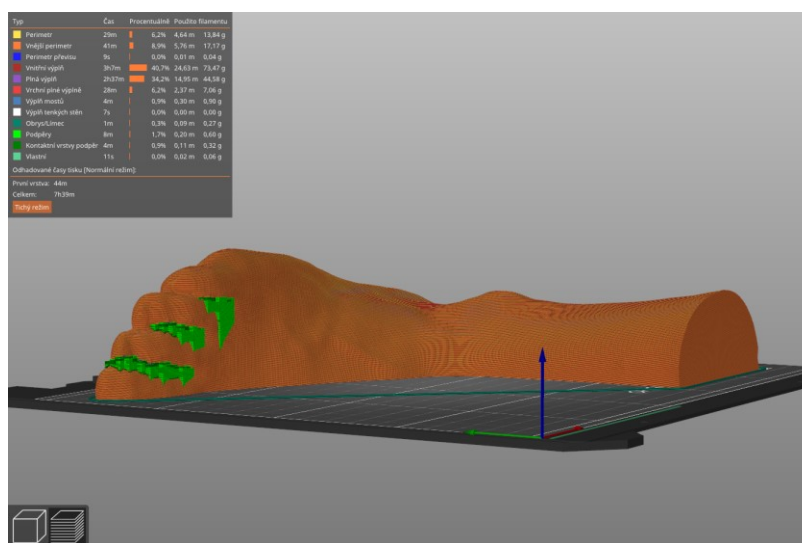 Typ Čas Procentuálně Použito filamentu
Perimetr 29m 6,2% 4,64 m 13,84 g
Vnější perimetr 41m 8,9% 5,76 m 17,17 g
Perimetr převisu 9s 0,0% 0,01 m 0,04 g
Vnitřní výplň 3h7m 40,7% 24,63 m 73,47 g
Plná výplň 2h37m 34,2% 14,95 m 44,58 g
Vrchní plné výplně 28m 6,2% 2,37 m 7,06 g
Výplň mostů 4m 0,9% 0,30 m 0,90 g
Výplň tenkých stěn 7s 0,0% 0,00 m 0,00 g
Obrys/Límec 1m 0,3% 0,09 m 0,27 g
Podpěry 8m 1,7% 0,20 m 0,60 g
Kontaktní vrstvy podpěr 4m 0,9% 0,11 m 0,32 g
Vlastní 11s 0,0% 0,02 m 0,06 g
Odhadované časy tisku [Normální režim]:
První vrstva: 44m
Celkem: 7h39m
Tichý režim